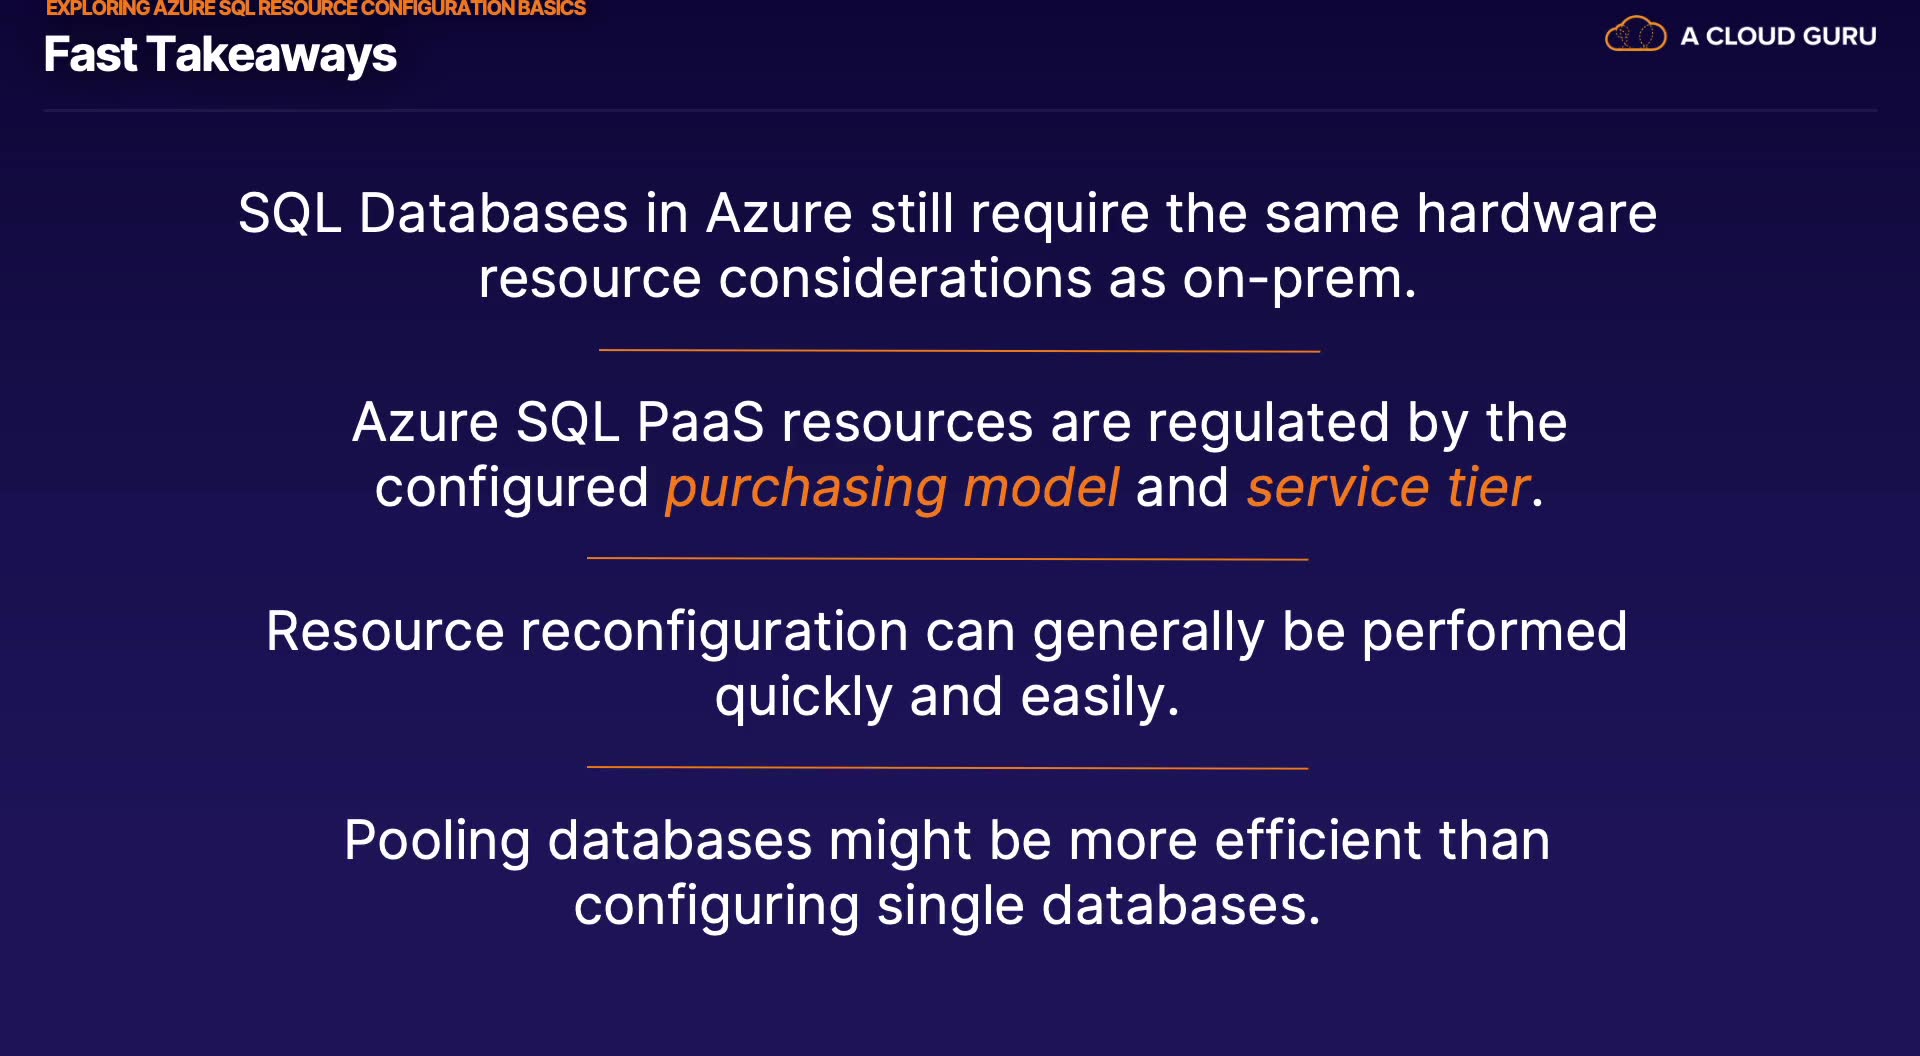 EXPLORING AZURE SQL RESOURCE CONFIGURATION BASICS
Fast Takeaways
A CLOUD GURU
SQL Databases in Azure still require the same hardware
resource considerations as on-prem.
Azure SQL PaaS resources are regulated by the
configured purchasing model and service tier.
Resource reconfiguration can generally be performed
quickly and easily.
Pooling databases might be more efficient than
configuring single databases.